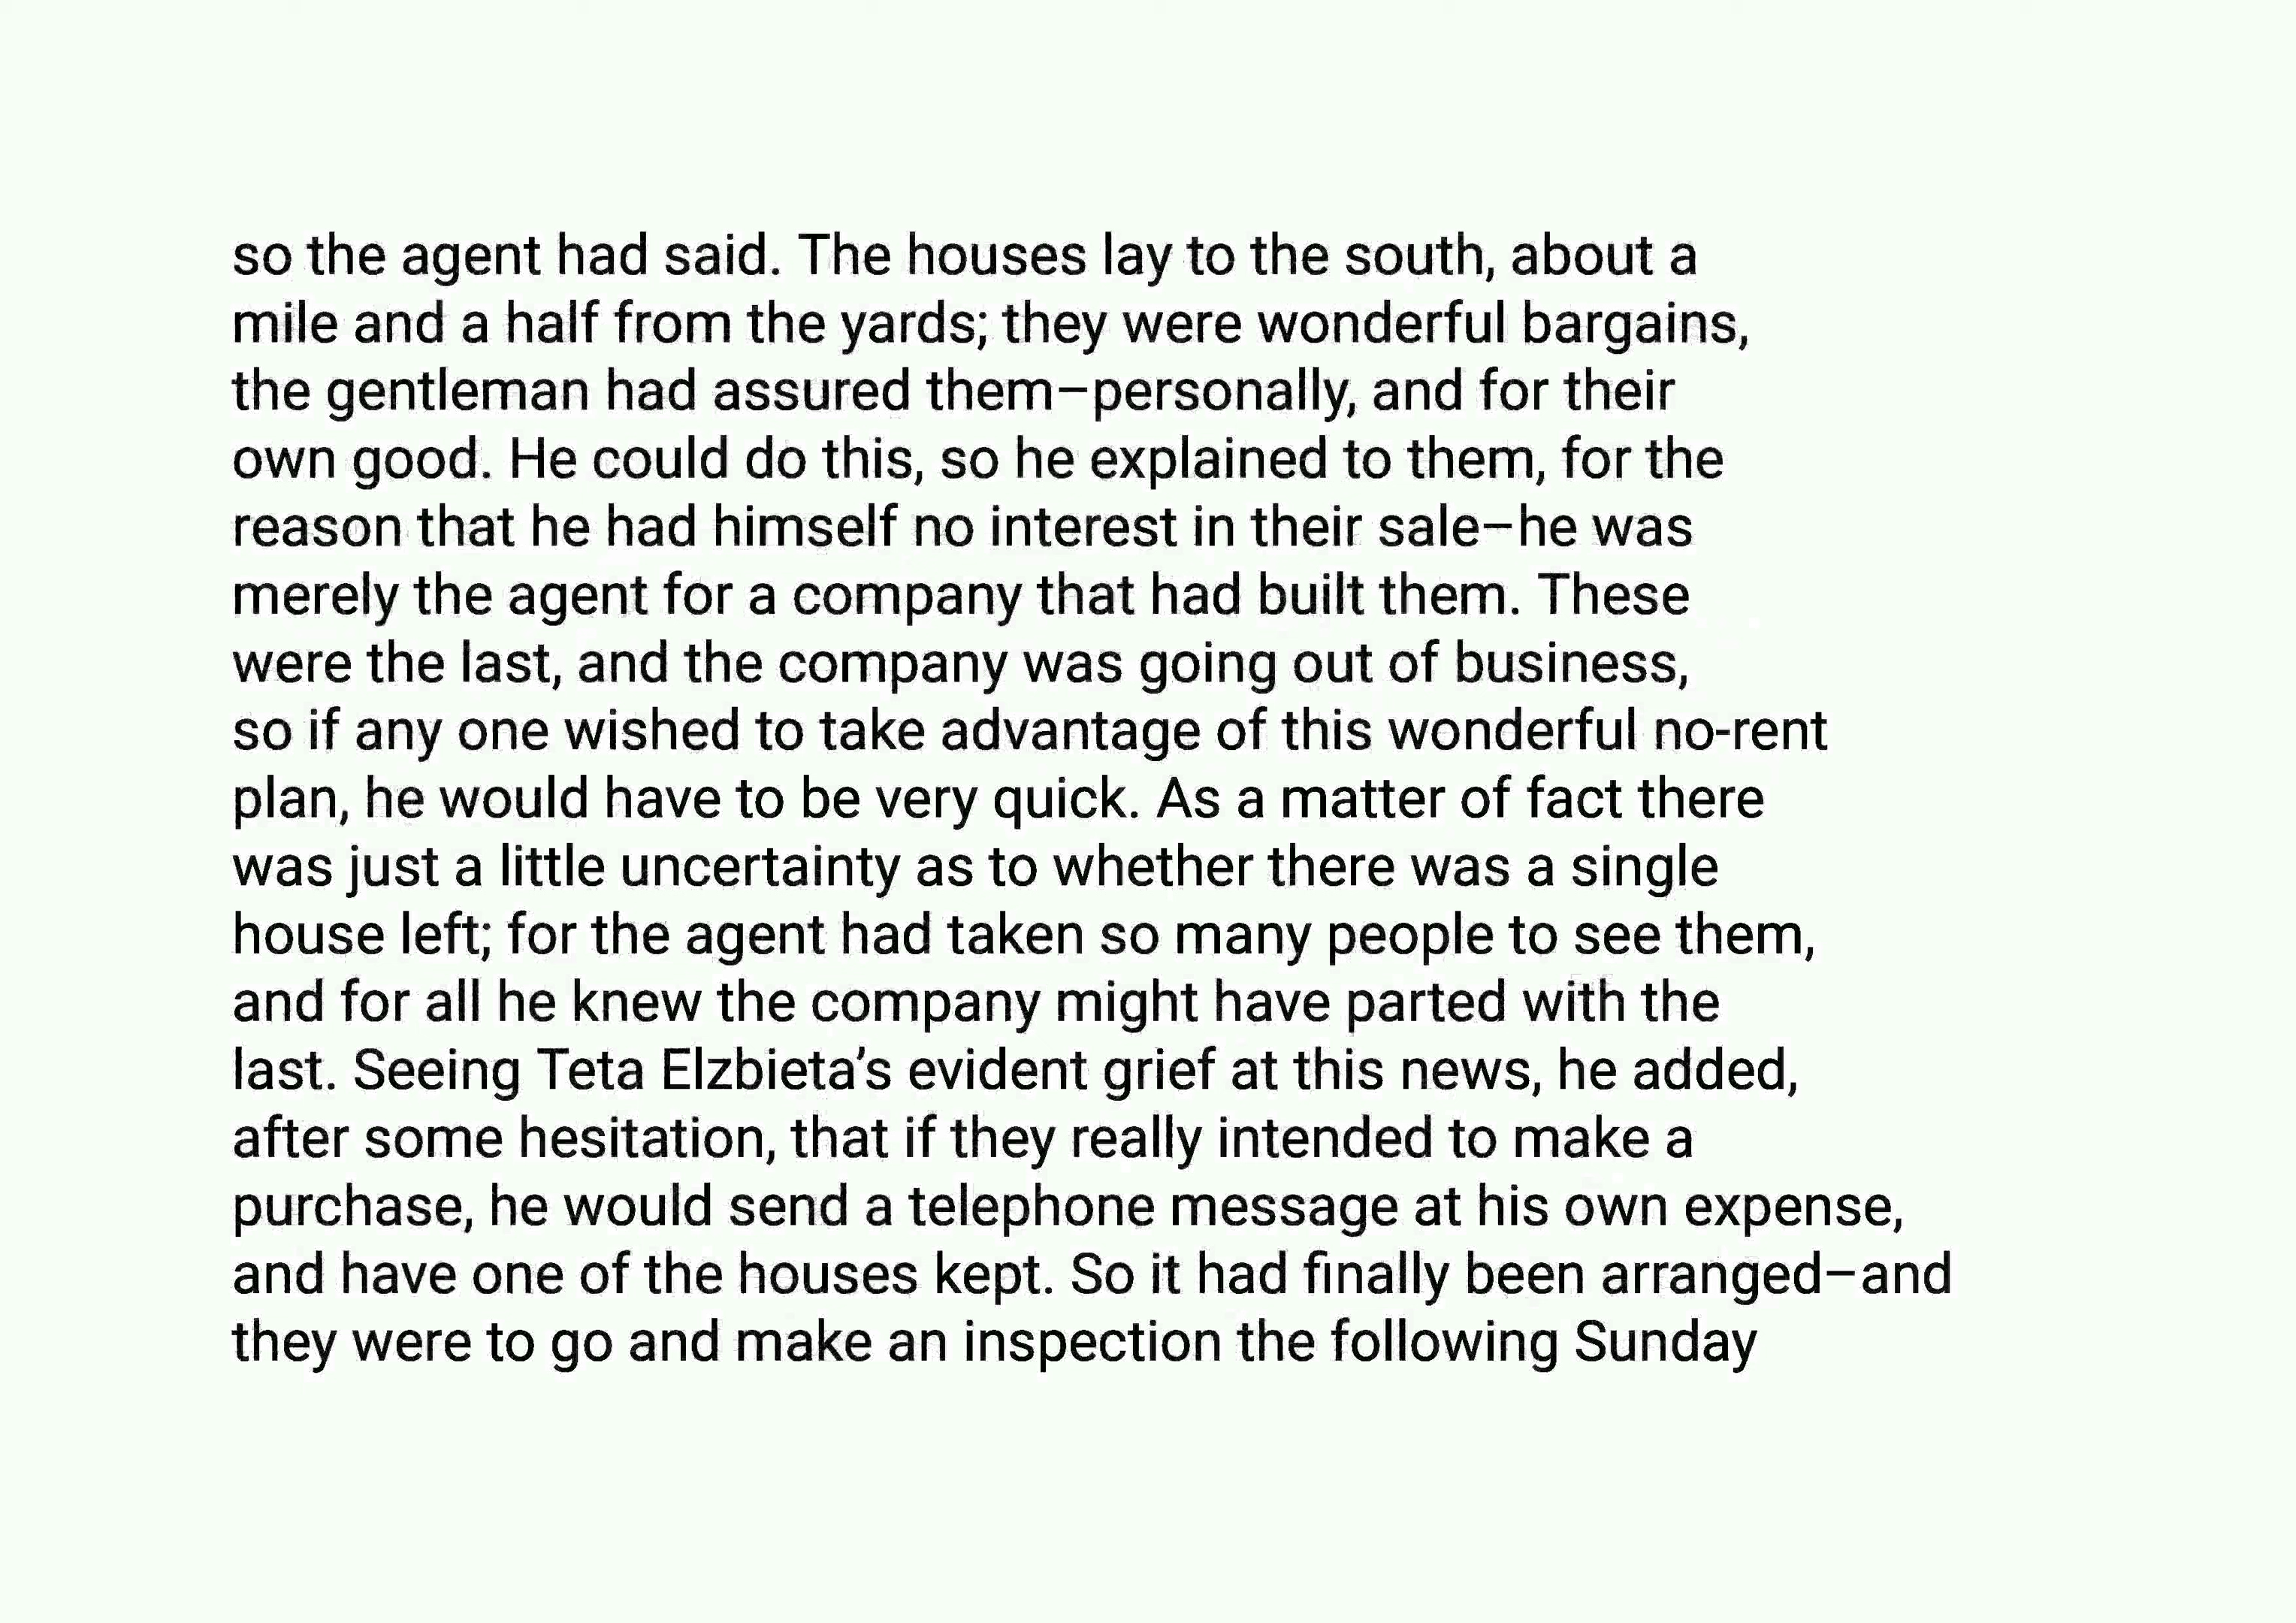 so the agent had said. The houses lay to the south, about a
mile and a half from the yards; they were wonderful bargains,
the gentleman had assured them–personally, and for their
own good. He could do this, so he explained to them, for the
reason that he had himself no interest in their sale–he was
merely the agent for a company that had built them. These
were the last, and the company was going out of business,
so if any one wished to take advantage of this wonderful no-rent
plan, he would have to be very quick. As a matter of fact there
was just a little uncertainty as to whether there was a single
house left; for the agent had taken so many people to see them,
and for all he knew the company might have parted with the
last. Seeing Teta Elzbieta’s evident grief at this news, he added,
after some hesitation, that if they really intended to make a
purchase, he would send a telephone message at his own expense,
and have one of the houses kept. So it had finally been arranged–and
they were to go and make an inspection the following Sunday